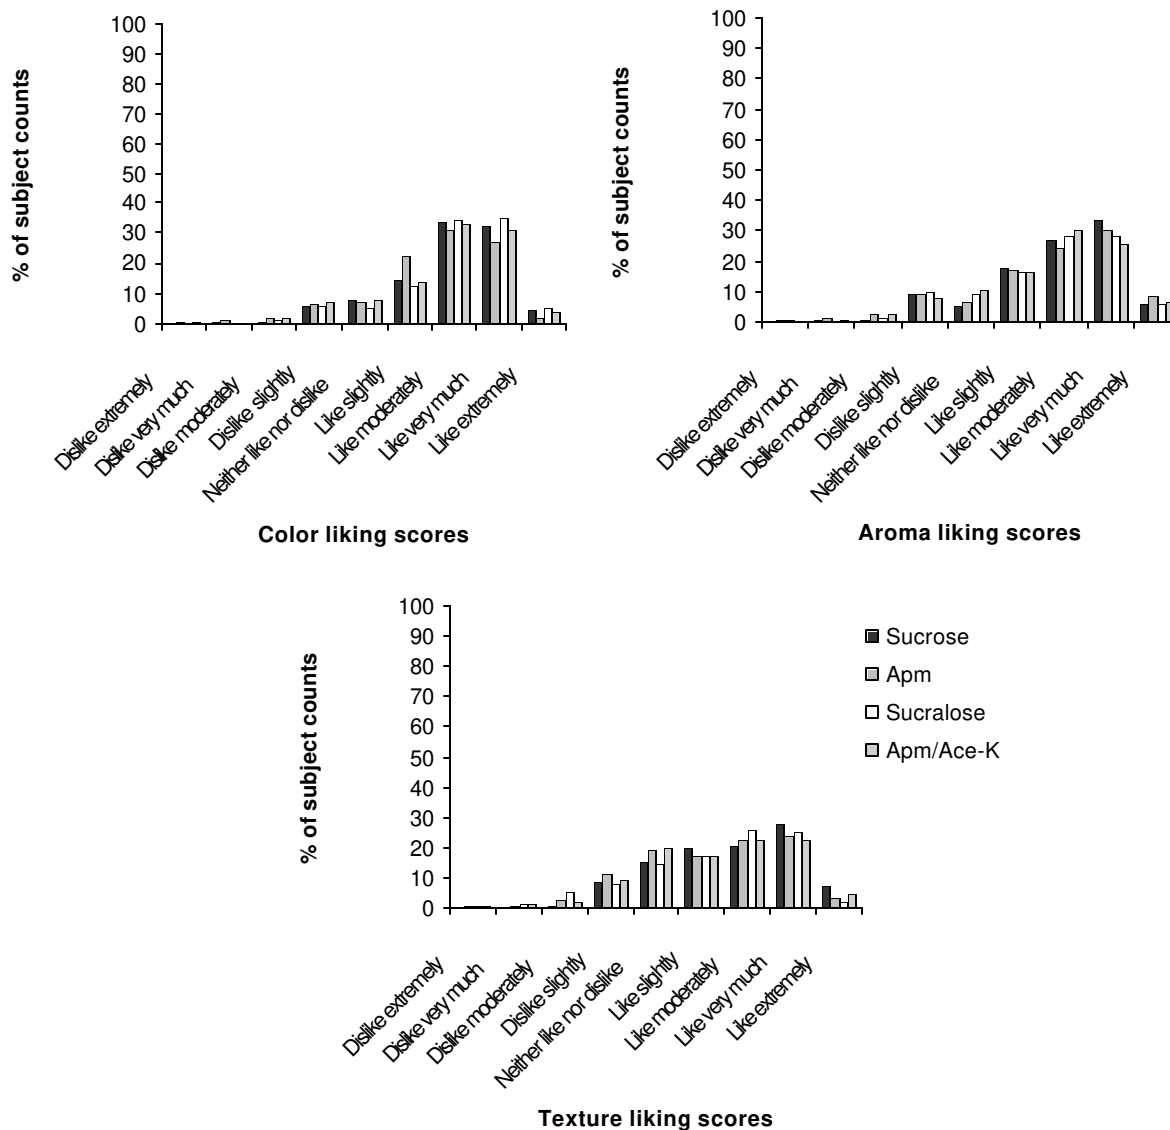 % of subject counts
100
90
80
70
60
50
40
30
20
10
0
Dislike extremely
Dislike very much
Dislike moderately
Dislike slightly
Neither like nor dislike
Like slightly
Like moderately
Like very much
Like extremely
Color liking scores
% of subject counts
100
90
80
70
60
50
40
30
20
10
0
Dislike extremely
Dislike very much
Dislike moderately
Dislike slightly
Neither like nor dislike
Like slightly
Like moderately
Like very much
Like extremely
Aroma liking scores
% of subject counts
100
90
80
70
60
50
40
30
20
10
0
Dislike extremely
Dislike very much
Dislike moderately
Dislike slightly
Neither like nor dislike
Like slightly
Like moderately
Like very much
Like extremely
Texture liking scores
Sucrose
Apm
Sucralose
Apm/Ace-K